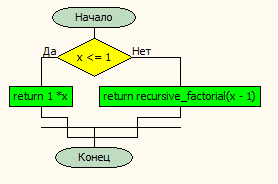 Начало
Да
x <= 1
Нет
return 1 *x
return recursive_factorial(x - 1)
Конец